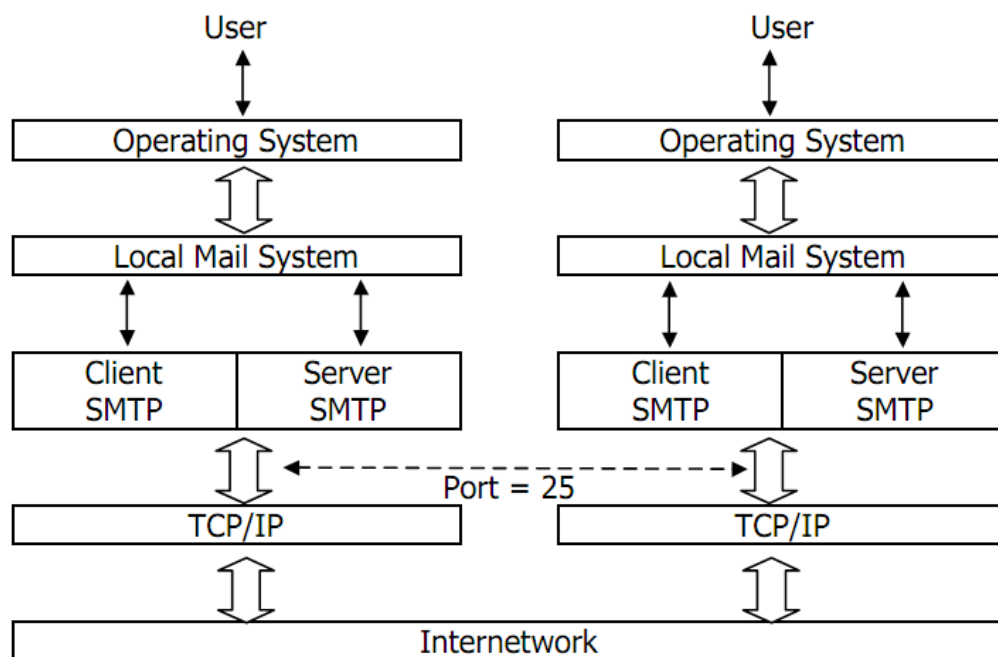 User User
Operating System Operating System
Local Mail System Local Mail System
Client Server Client Server
SMTP SMTP SMTP SMTP
Port = 25
TCP/IP TCP/IP
Internetwork